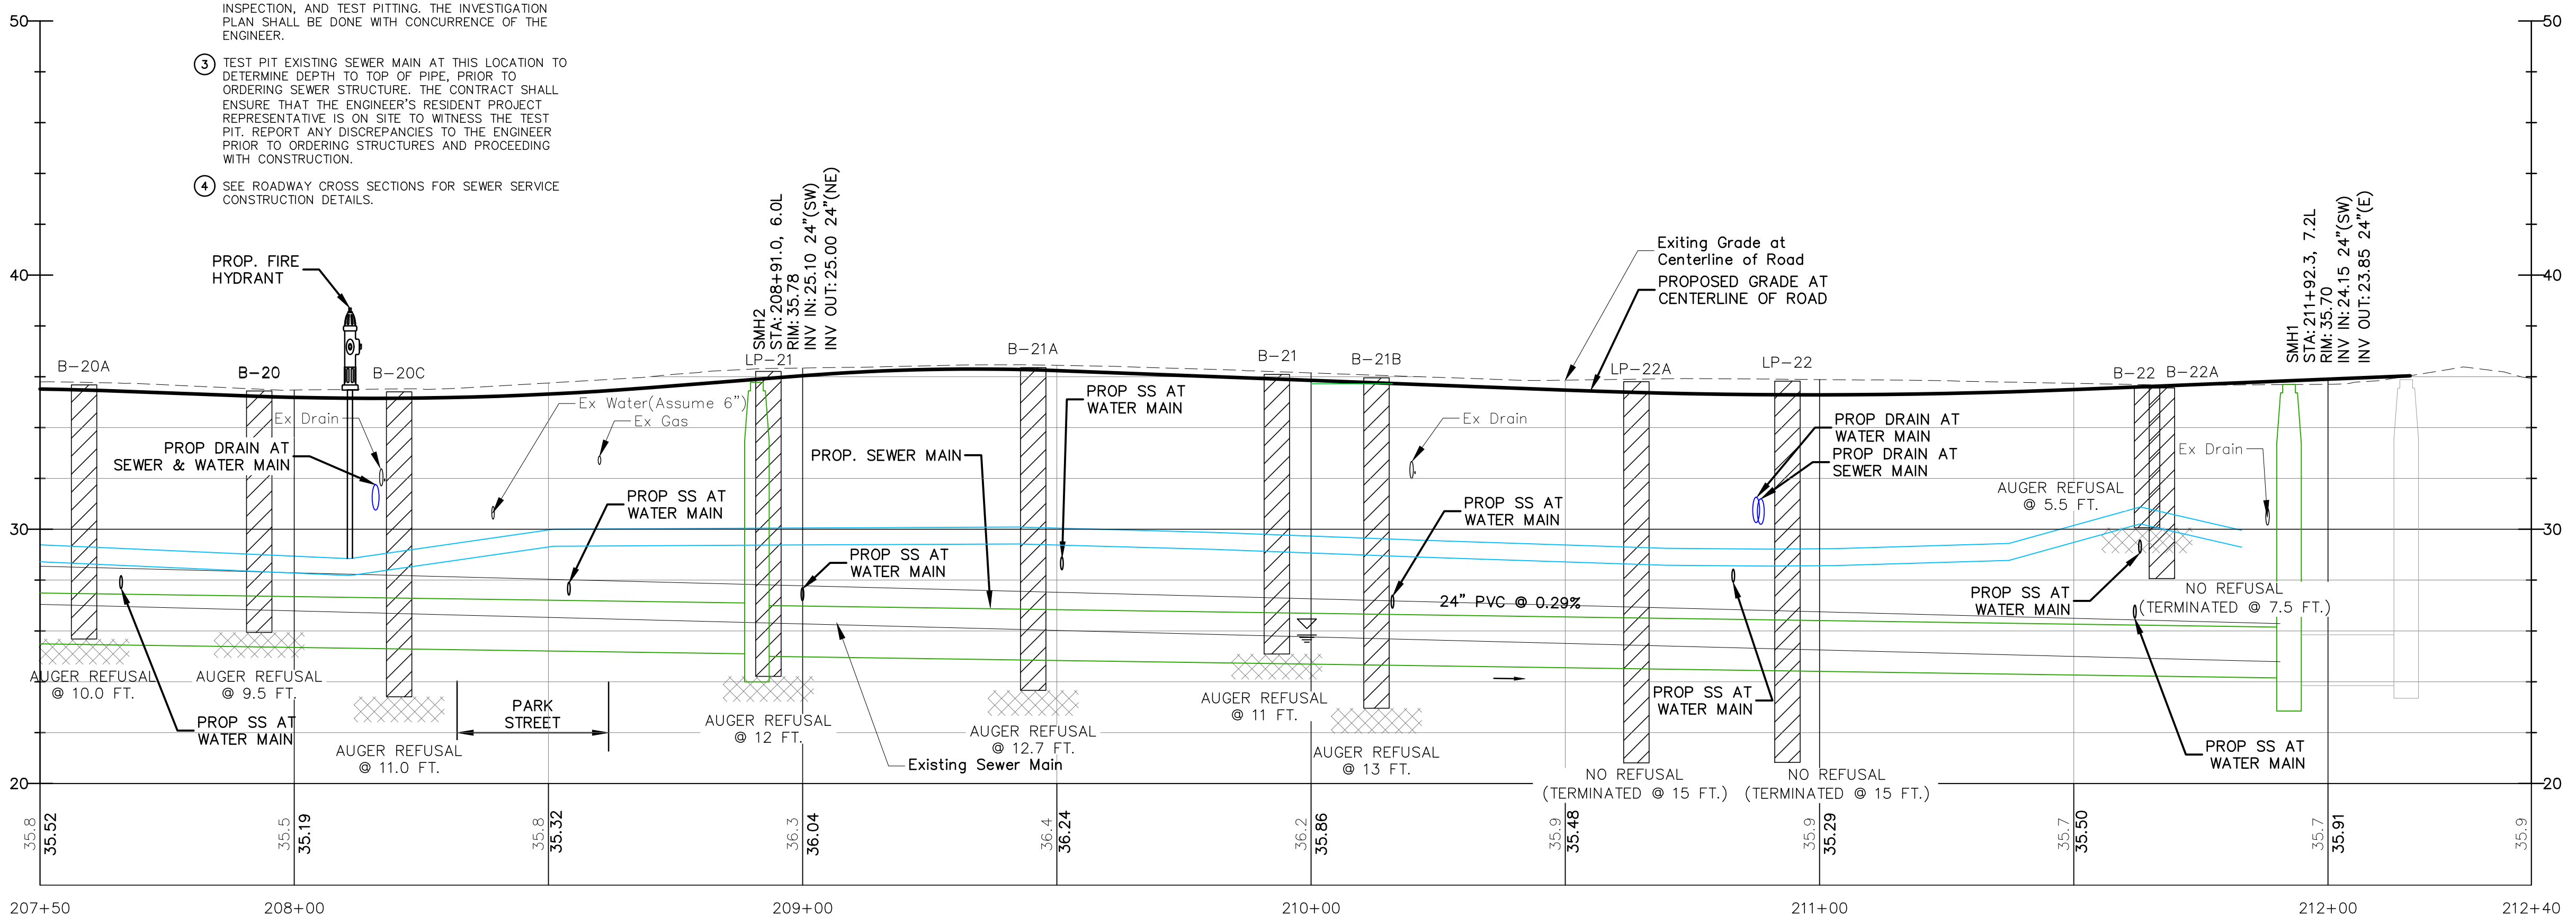 INSPECTION, AND TEST PITTING. THE INVESTIGATION
PLAN SHALL BE DONE WITH CONCURRENCE OF THE
ENGINEER.
3 TEST PIT EXISTING SEWER MAIN AT THIS LOCATION TO
DETERMINE DEPTH TO TOP OF PIPE, PRIOR TO
ORDERING SEWER STRUCTURE. THE CONTRACT SHALL
ENSURE THAT THE ENGINEER'S RESIDENT PROJECT
REPRESENTATIVE IS ON SITE TO WITNESS THE TEST
PIT. REPORT ANY DISCREPANCIES TO THE ENGINEER
PRIOR TO ORDERING STRUCTURES AND PROCEEDING
WITH CONSTRUCTION.
4 SEE ROADWAY CROSS SECTIONS FOR SEWER SERVICE
CONSTRUCTION DETAILS.
50
50
40
40
30
30
20
20
PROP. FIRE
HYDRANT
SMH2
STA: 208+91.0, 6.0L
RIM: 35.78
INV IN: 25.10 24"(SW)
INV OUT: 25.00 24"(NE)
Exiting Grade at
Centerline of Road
PROPOSED GRADE AT
CENTERLINE OF ROAD
SMH1
STA: 211+92.3, 7.2L
RIM: 35.70
INV IN: 24.15 24"(SW)
INV OUT: 23.85 24"(E)
B-20A
B-20
B-20C
LP-21
B-21A
B-21
B-21B
LP-22A
LP-22
B-22
B-22A
Ex Drain
PROP DRAIN AT
SEWER & WATER MAIN
Ex Water(Assume 6")
Ex Gas
PROP SS AT
WATER MAIN
PROP. SEWER MAIN
PROP SS AT
WATER MAIN
PROP SS AT
WATER MAIN
Ex Drain
PROP SS AT
WATER MAIN
PROP DRAIN AT
WATER MAIN
PROP DRAIN AT
SEWER MAIN
AUGER REFUSAL
@ 5.5 FT.
Ex Drain
24" PVC @ 0.29%
PROP SS AT
WATER MAIN
NO REFUSAL
(TERMINATED @ 7.5 FT.)
AUGER REFUSAL
@ 10.0 FT.
AUGER REFUSAL
@ 9.5 FT.
PROP SS AT
WATER MAIN
AUGER REFUSAL
@ 11.0 FT.
PARK
STREET
AUGER REFUSAL
@ 12 FT.
Existing Sewer Main
AUGER REFUSAL
@ 12.7 FT.
AUGER REFUSAL
@ 11 FT.
AUGER REFUSAL
@ 13 FT.
PROP SS AT
WATER MAIN
NO REFUSAL
(TERMINATED @ 15 FT.)
NO REFUSAL
(TERMINATED @ 15 FT.)
PROP SS AT
WATER MAIN
35.8
35.52
35.5
35.19
35.8
35.32
36.3
36.04
36.4
36.24
36.2
35.86
35.9
35.48
35.9
35.29
35.7
35.50
35.7
35.91
35.9
207+50
208+00
209+00
210+00
211+00
212+00
212+40